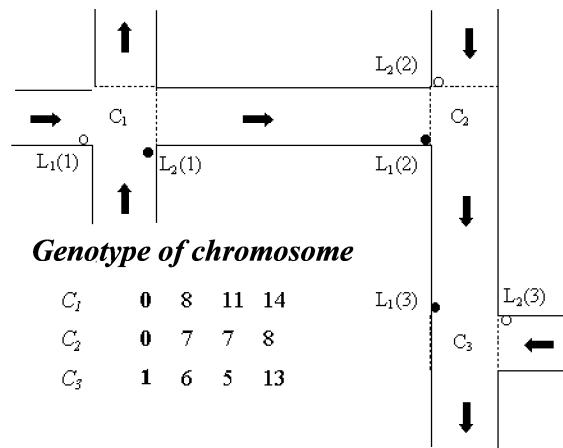 L₂(2)
C₁
C₂
L₁(1)
L₂(1)
L₁(2)
Genotype of chromosome
C₁ 0 8 11 14
C₂ 0 7 7 8
C₃ 1 6 5 13
L₁(3)
L₂(3)
C₃